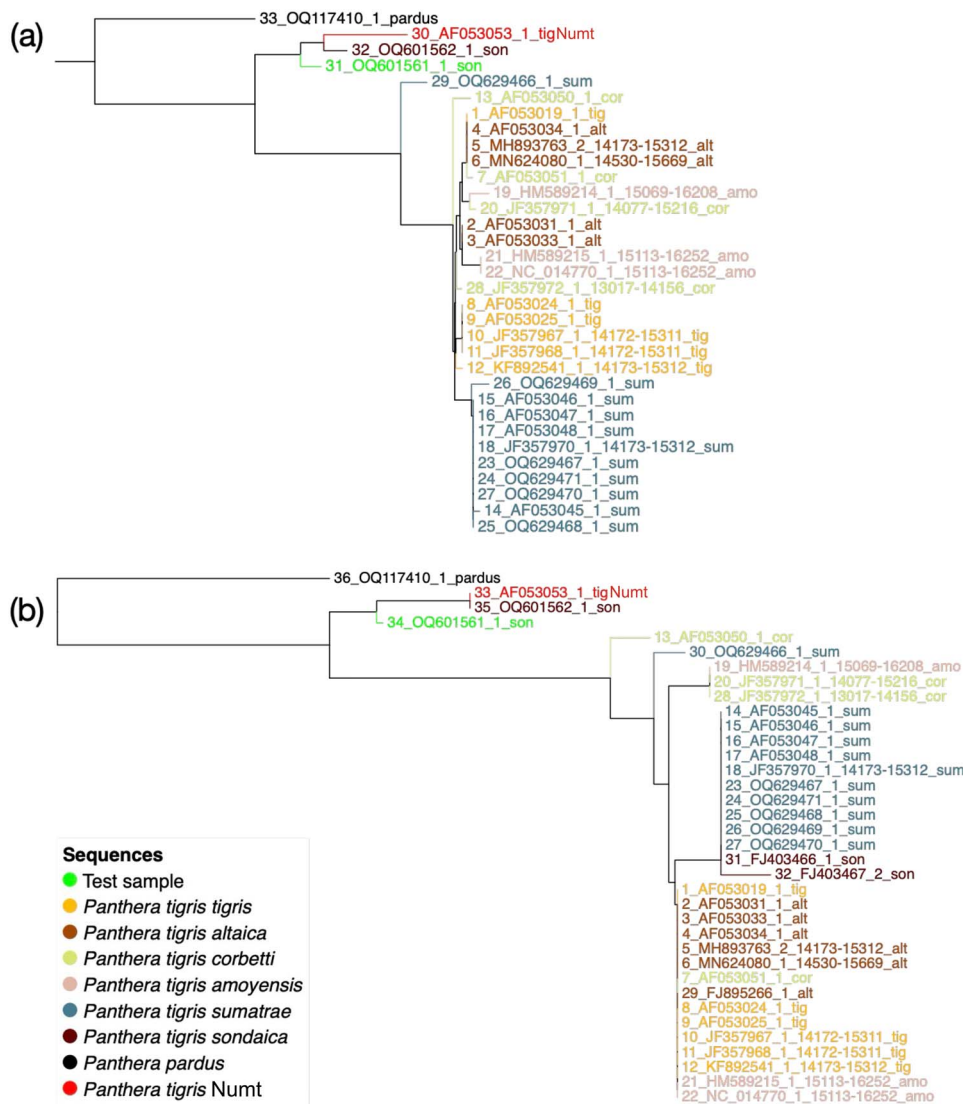 (a)
33_OQ117410_1_pardus
30_AF053053_1_tigNumt
32_OQ601562_1_son
31_OQ601561_1_son
29_OQ629466_1_sum
13_AF053050_1_cor
1_AF053019_1_tig
4_AF053034_1_alt
5_MH893763_2_14173-15312_alt
6_MN624080_1_14530-15669_alt
7_AF053051_1_cor
19_HM589214_1_15069-16208_amo
20_JF357971_1_14077-15216_cor
2_AF053031_1_alt
3_AF053033_1_alt
21_HM589215_1_15113-16252_amo
22_NC_014770_1_15113-16252_amo
28_JF357972_1_13017-14156_cor
8_AF053024_1_tig
9_AF053025_1_tig
10_JF357967_1_14172-15311_tig
11_JF357968_1_14172-15311_tig
12_KF892541_1_14173-15312_tig
26_OQ629469_1_sum
15_AF053046_1_sum
16_AF053047_1_sum
17_AF053048_1_sum
18_JF357970_1_14173-15312_sum
23_OQ629467_1_sum
24_OQ629471_1_sum
27_OQ629470_1_sum
14_AF053045_1_sum
25_OQ629468_1_sum
(b)
36_OQ117410_1_pardus
33_AF053053_1_tigNumt
35_OQ601562_1_son
34_OQ601561_1_son
13_AF053050_1_cor
30_OQ629466_1_sum
19_HM589214_1_15069-16208_amo
20_JF357971_1_14077-15216_cor
28_JF357972_1_13017-14156_cor
14_AF053045_1_sum
15_AF053046_1_sum
16_AF053047_1_sum
17_AF053048_1_sum
18_JF357970_1_14173-15312_sum
23_OQ629467_1_sum
24_OQ629471_1_sum
25_OQ629468_1_sum
26_OQ629469_1_sum
27_OQ629470_1_sum
31_FJ403466_1_son
32_FJ403467_2_son
1_AF053019_1_tig
2_AF053031_1_alt
3_AF053033_1_alt
4_AF053034_1_alt
5_MH893763_2_14173-15312_alt
6_MN624080_1_14530-15669_alt
7_AF053051_1_cor
29_FJ895266_1_alt
8_AF053024_1_tig
9_AF053025_1_tig
10_JF357967_1_14172-15311_tig
11_JF357968_1_14172-15311_tig
12_KF892541_1_14173-15312_tig
21_HM589215_1_15113-16252_amo
22_NC_014770_1_15113-16252_amo
Sequences
Test sample
Panthera tigris tigris
Panthera tigris altaica
Panthera tigris corbetti
Panthera tigris amoyensis
Panthera tigris sumatrae
Panthera tigris sondaica
Panthera pardus
Panthera tigris Numt